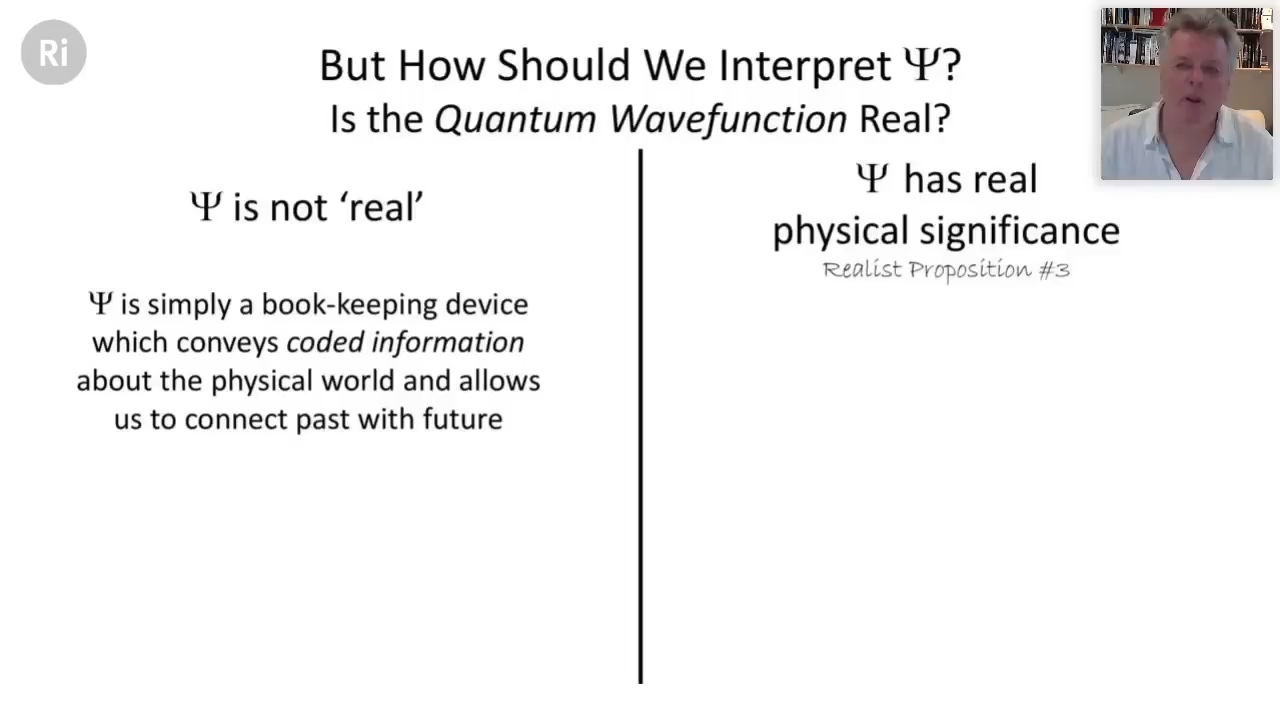 Ri
But How Should We Interpret Ψ?
Is the Quantum Wavefunction Real?
Ψ is not ‘real’
Ψ is simply a book-keeping device
which conveys coded information
about the physical world and allows
us to connect past with future
Ψ has real
physical significance
Realist Proposition #3